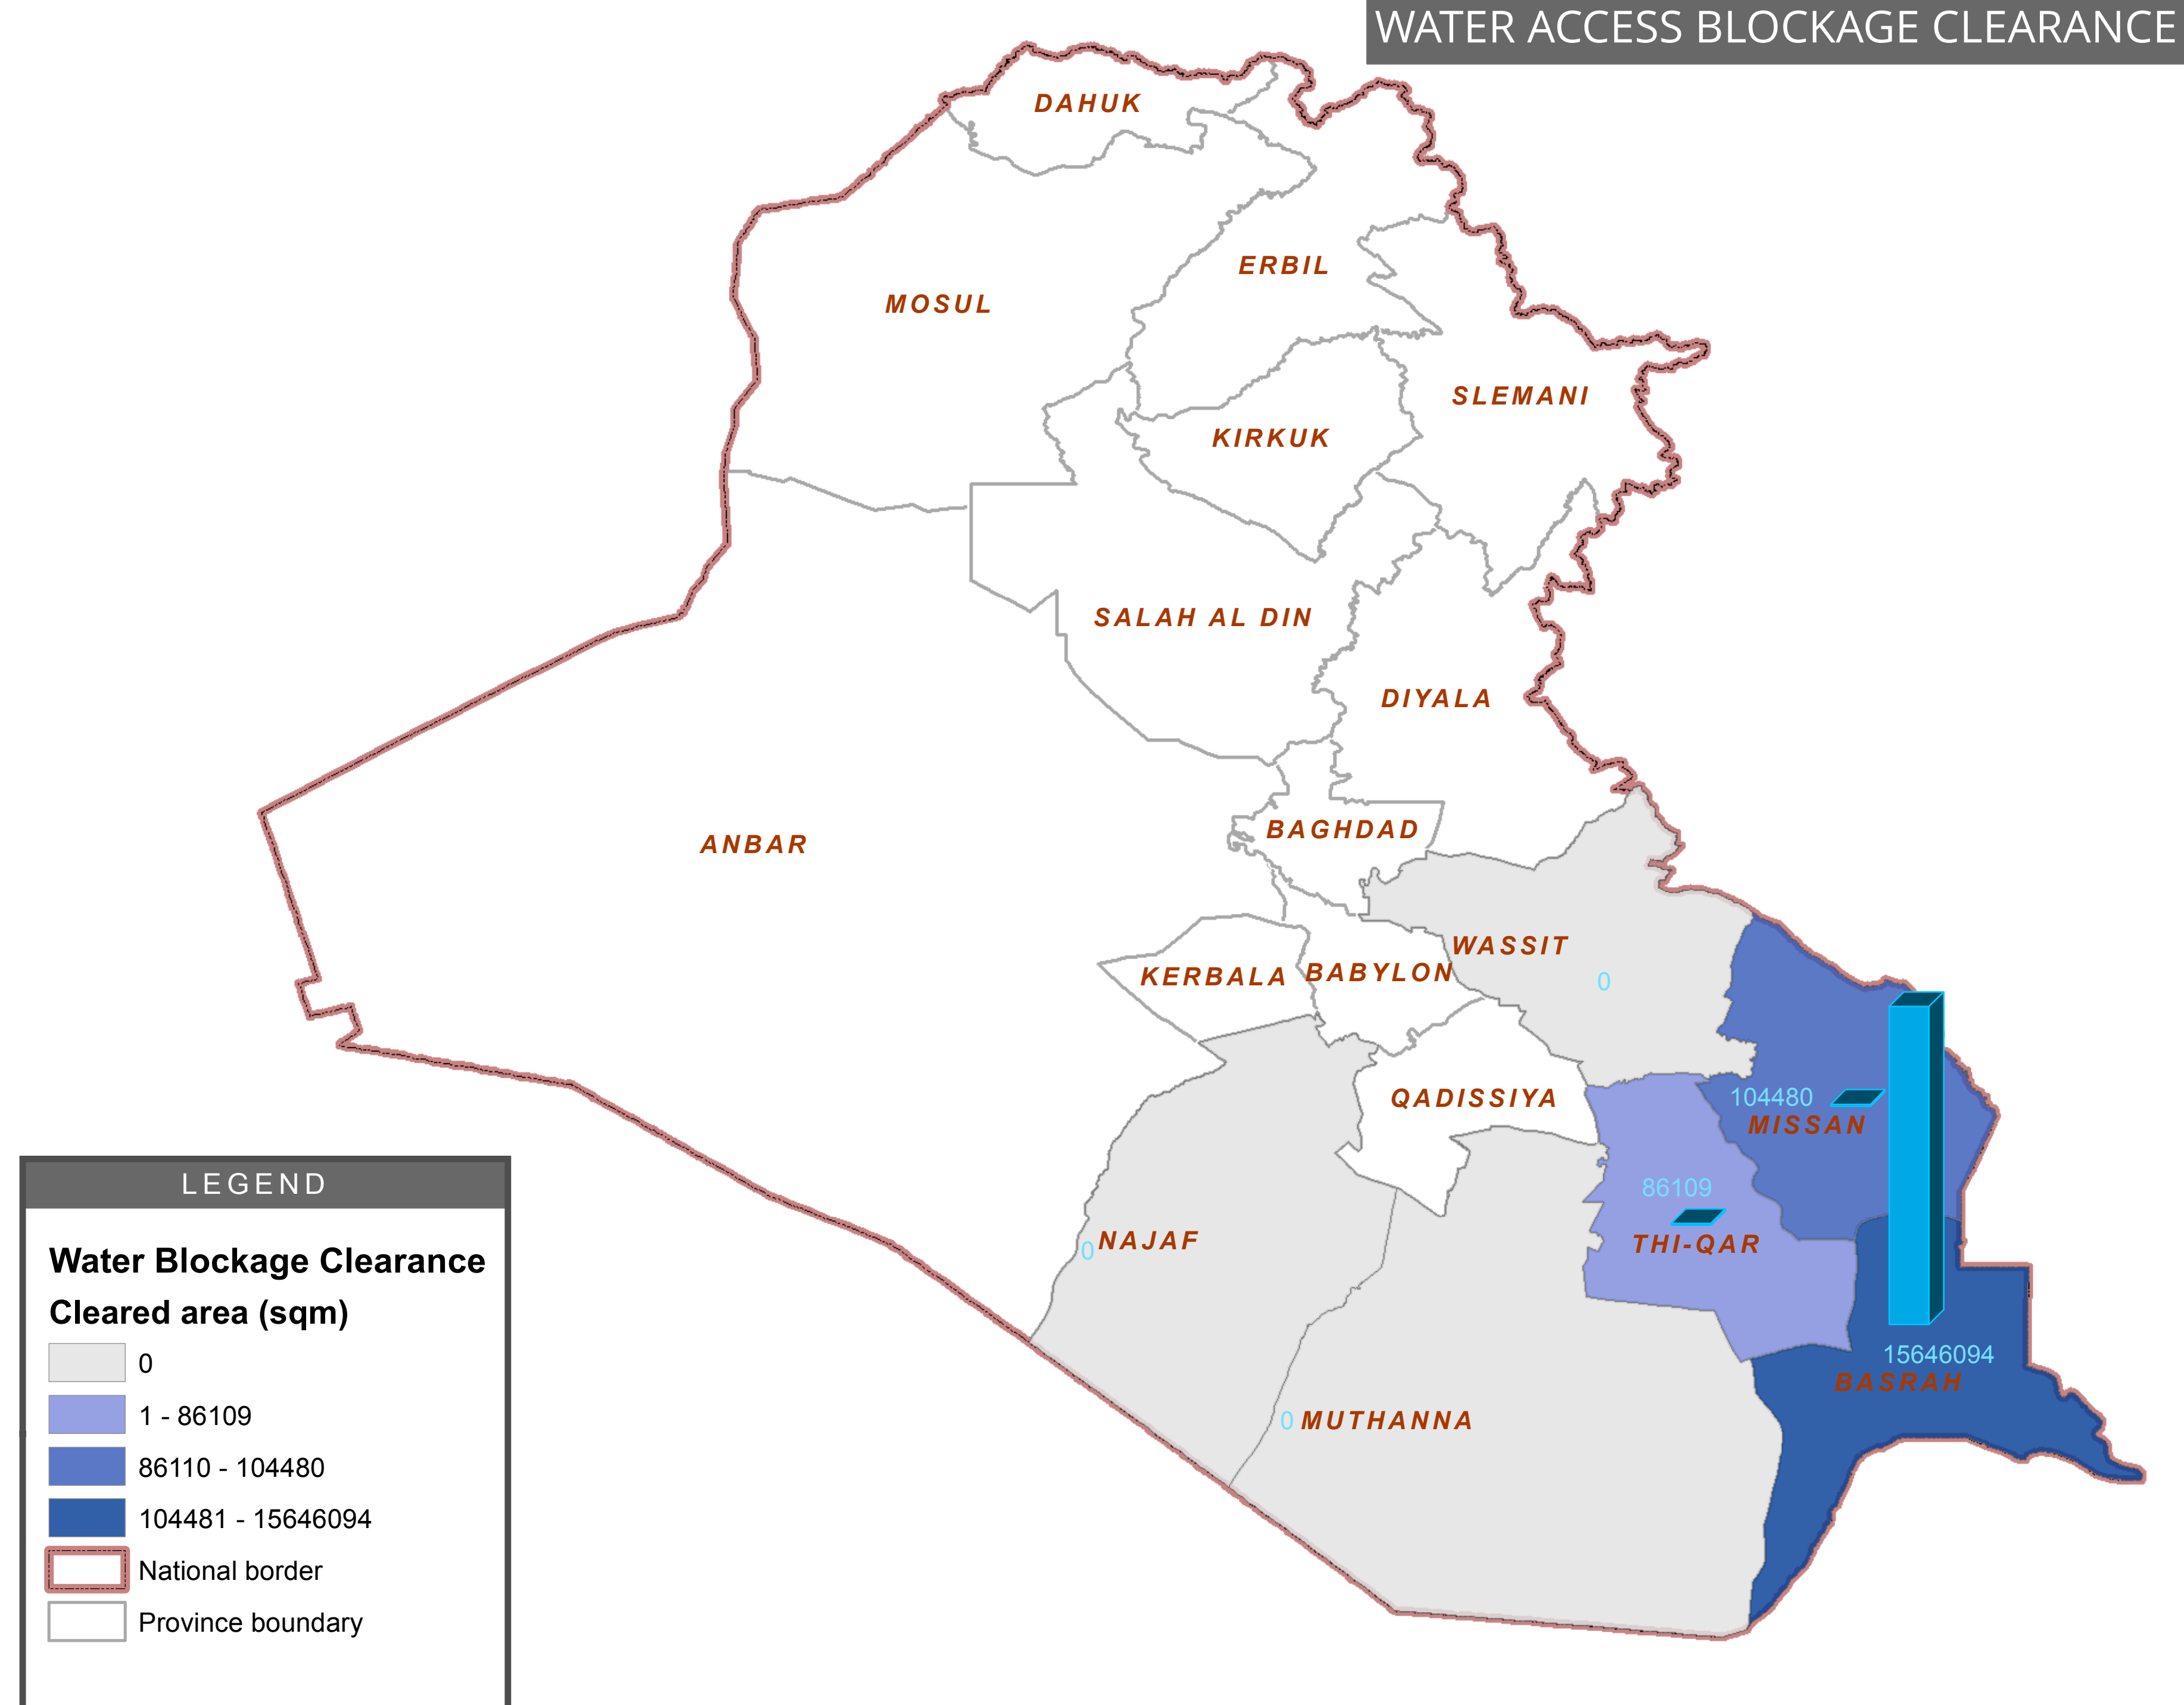 WATER ACCESS BLOCKAGE CLEARANCE
DAHUK
ERBIL
MOSUL
SLEMANI
KIRKUK
SALAH AL DIN
DIYALA
BAGHDAD
ANBAR
WASSIT
KERBALA
BABYLON
0
QADISSIYA
104480
MISSAN
86109
THI-QAR
0 NAJAF
15646094
BASRAH
0 MUTHANNA
LEGEND
Water Blockage Clearance
Cleared area (sqm)
0
1 - 86109
86110 - 104480
104481 - 15646094
National border
Province boundary